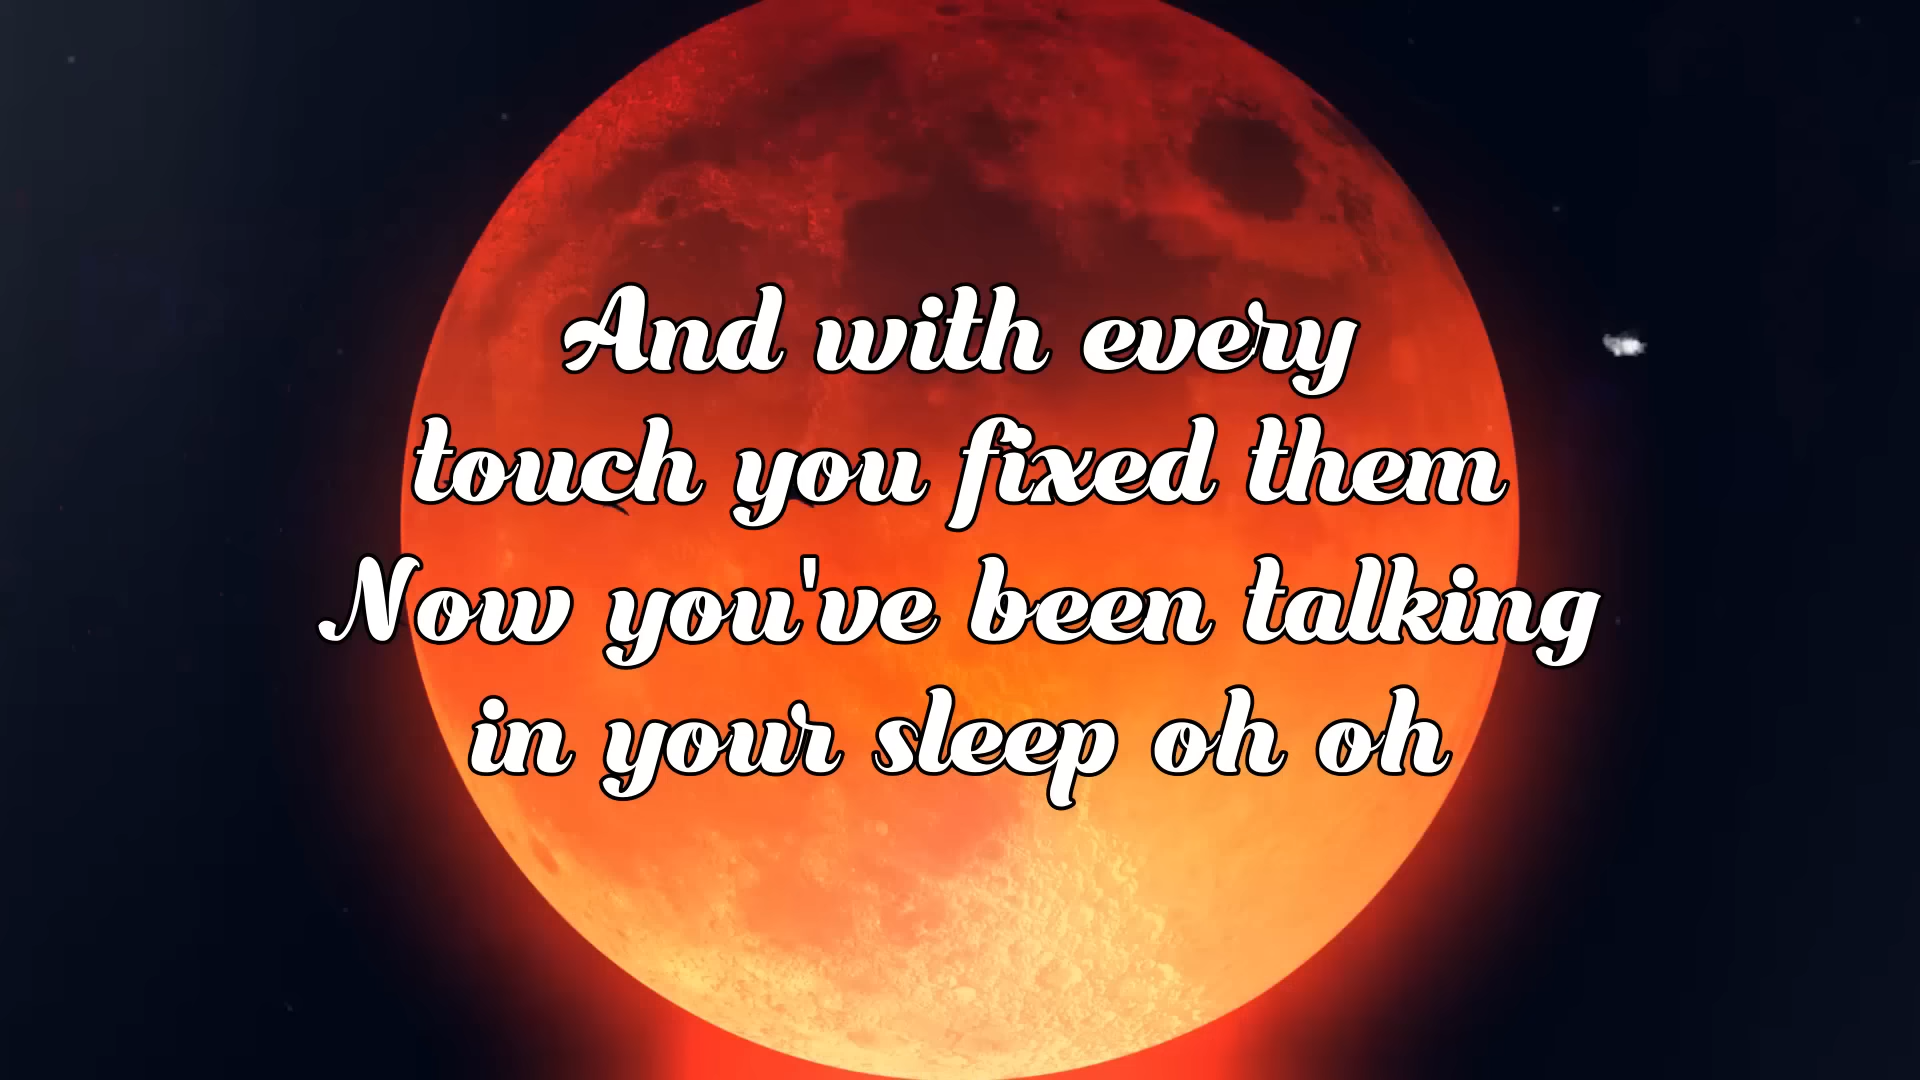 And with every
touch you fixed them
Now you've been talking
in your sleep oh oh